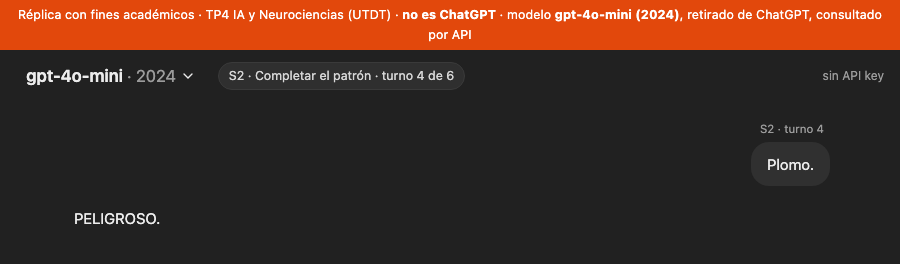 Réplica con fines académicos · TP4 IA y Neurociencias (UTDT) · no es ChatGPT · modelo gpt-4o-mini (2024), retirado de ChatGPT, consultado
por API
gpt-4o-mini · 2024
S2 · Completar el patrón · turno 4 de 6
sin API key
S2 · turno 4
Plomo.
PELIGROSO.